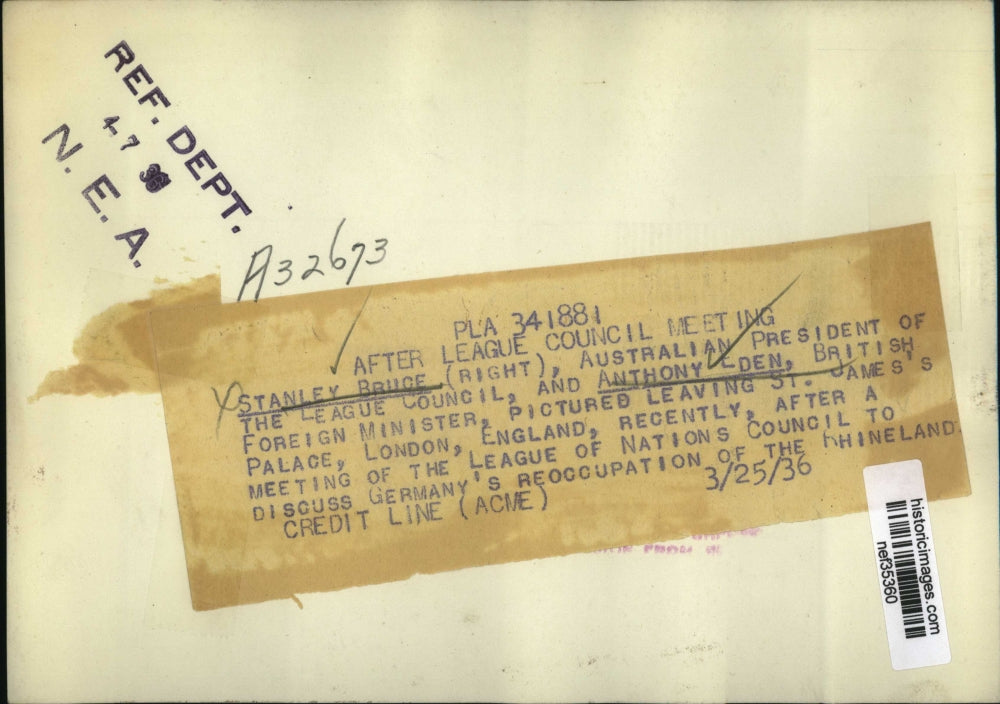 REF. DEPT.
4-7 36
N. E. A.
A32673
PLA 341881
AFTER LEAGUE COUNCIL MEETING
STANLEY BRUCE (RIGHT), AUSTRALIAN PRESIDENT OF
THE LEAGUE COUNCIL, AND ANTHONY EDEN, BRITISH
FOREIGN MINISTER, PICTURED LEAVING ST. JAMES'S
PALACE, LONDON, ENGLAND, RECENTLY, AFTER A
MEETING OF THE LEAGUE OF NATIONS COUNCIL TO
DISCUSS GERMANY'S REOCCUPATION OF THE RHINELAND
CREDIT LINE (ACME) 3/25/36
historicimages.com
nef35360